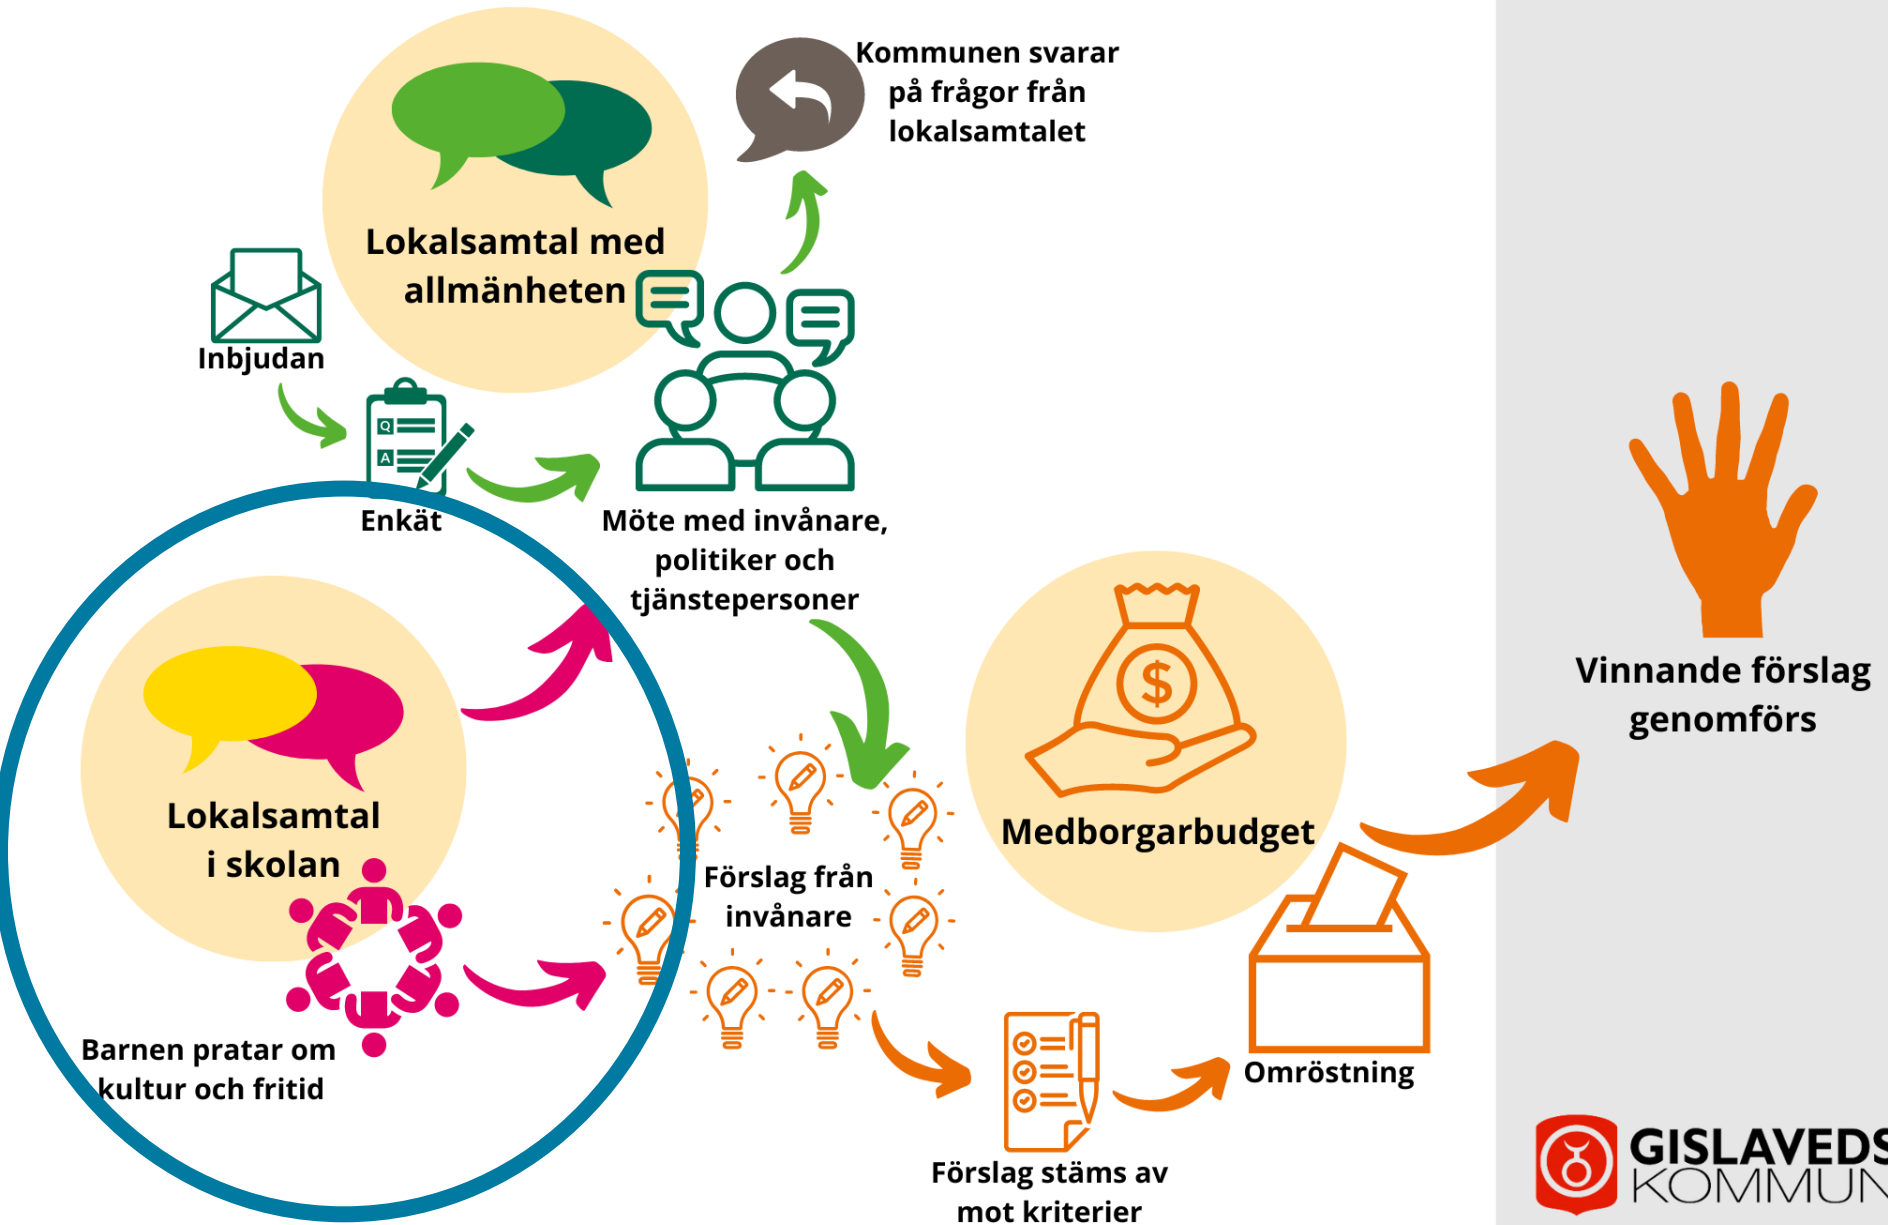 Kommunen svarar
på frågor från
lokalsamtalet
Lokalsamtal med
allmänheten
Inbjudan
Q
A
Enkät
Möte med invånare,
politiker och
tjänstepersoner
Lokalsamtal
i skolan
Barnen pratar om
kultur och fritid
Förslag från
invånare
$
Medborgarbudget
Förslag stäms av
mot kriterier
Omröstning
Vinnande förslag
genomförs
GISLAVEDS
KOMMUN